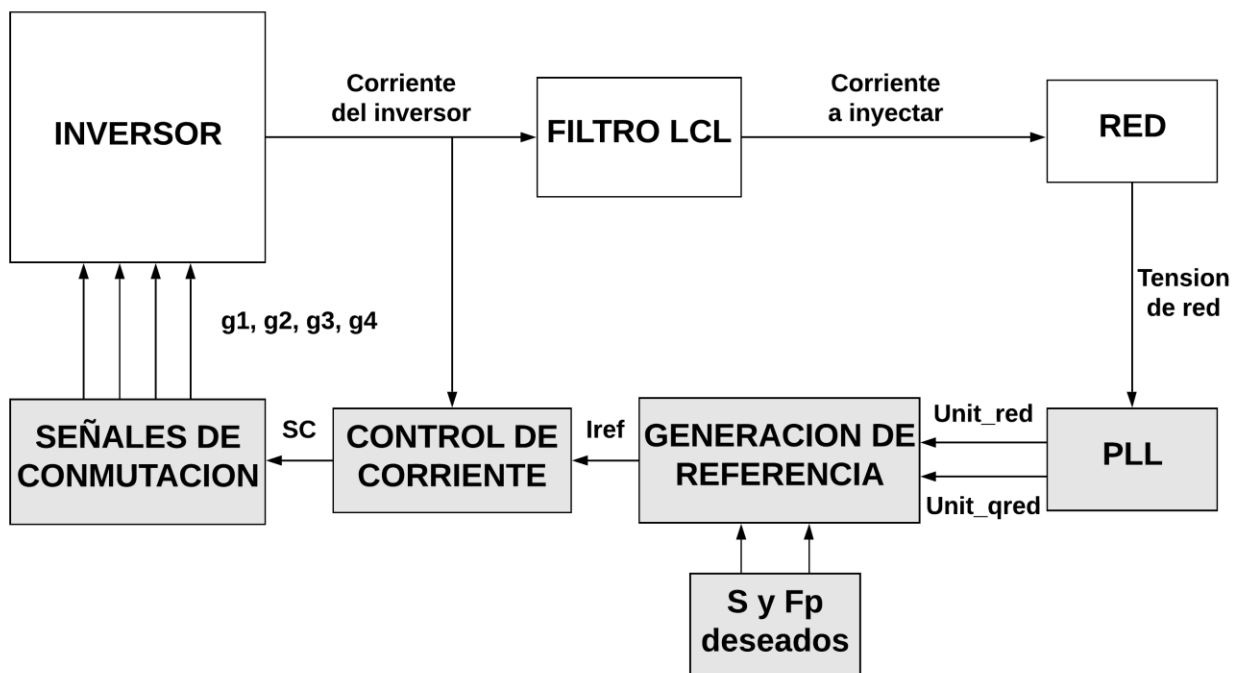 INVERSOR
Corriente
del inversor
FILTRO LCL
Corriente
a inyectar
RED
Tension
de red
g1, g2, g3, g4
SEÑALES DE
CONMUTACION
SC
CONTROL DE
CORRIENTE
Iref
GENERACION DE
REFERENCIA
Unit_red
Unit_qred
PLL
S y Fp
deseados